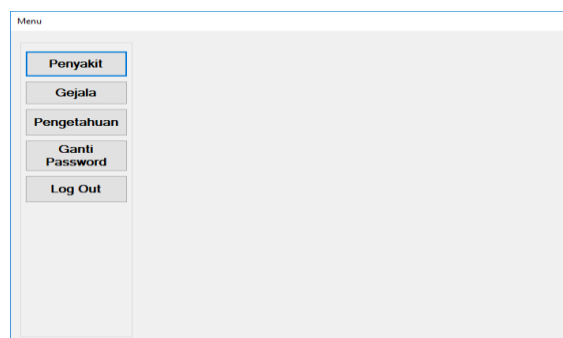 Menu
Penyakit
Gejala
Pengetahuan
Ganti
Password
Log Out